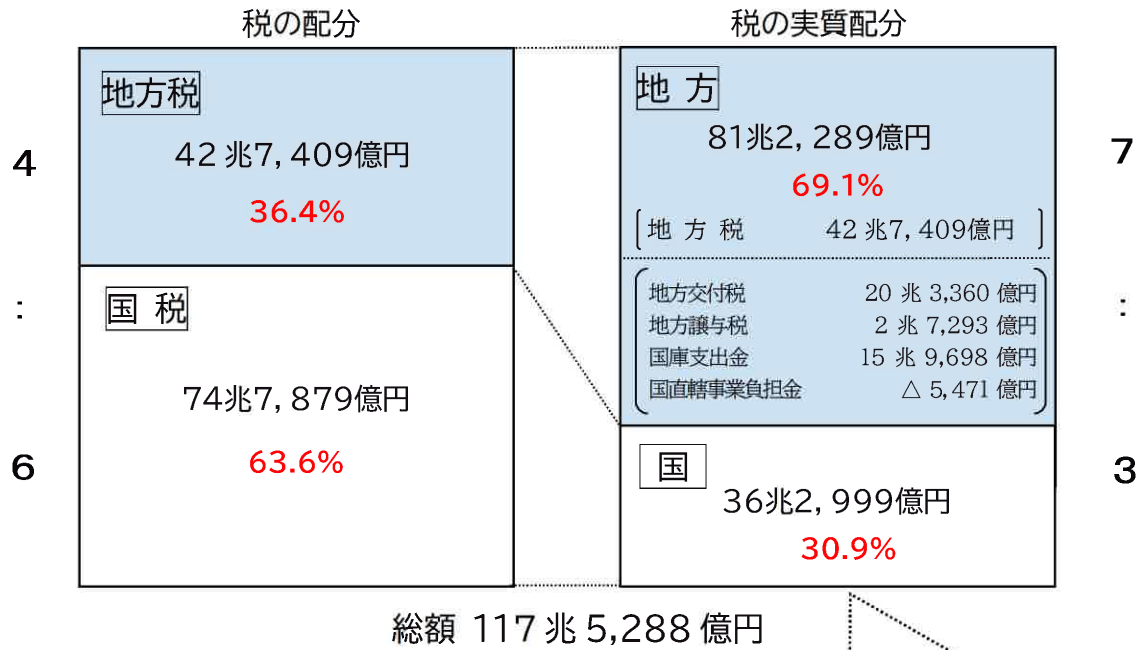 税の配分
地方税
42兆7,409億円
36.4%
国税
74兆7,879億円
63.6%
4
:
6
税の実質配分
地方
81兆2,289億円
69.1%
地方税 42兆7,409億円
地方交付税 20兆3,360億円
地方譲与税 2兆7,293億円
国庫支出金 15兆9,698億円
国直轄事業負担金 △5,471億円
国
36兆2,999億円
30.9%
7
:
3
総額 117兆5,288億円